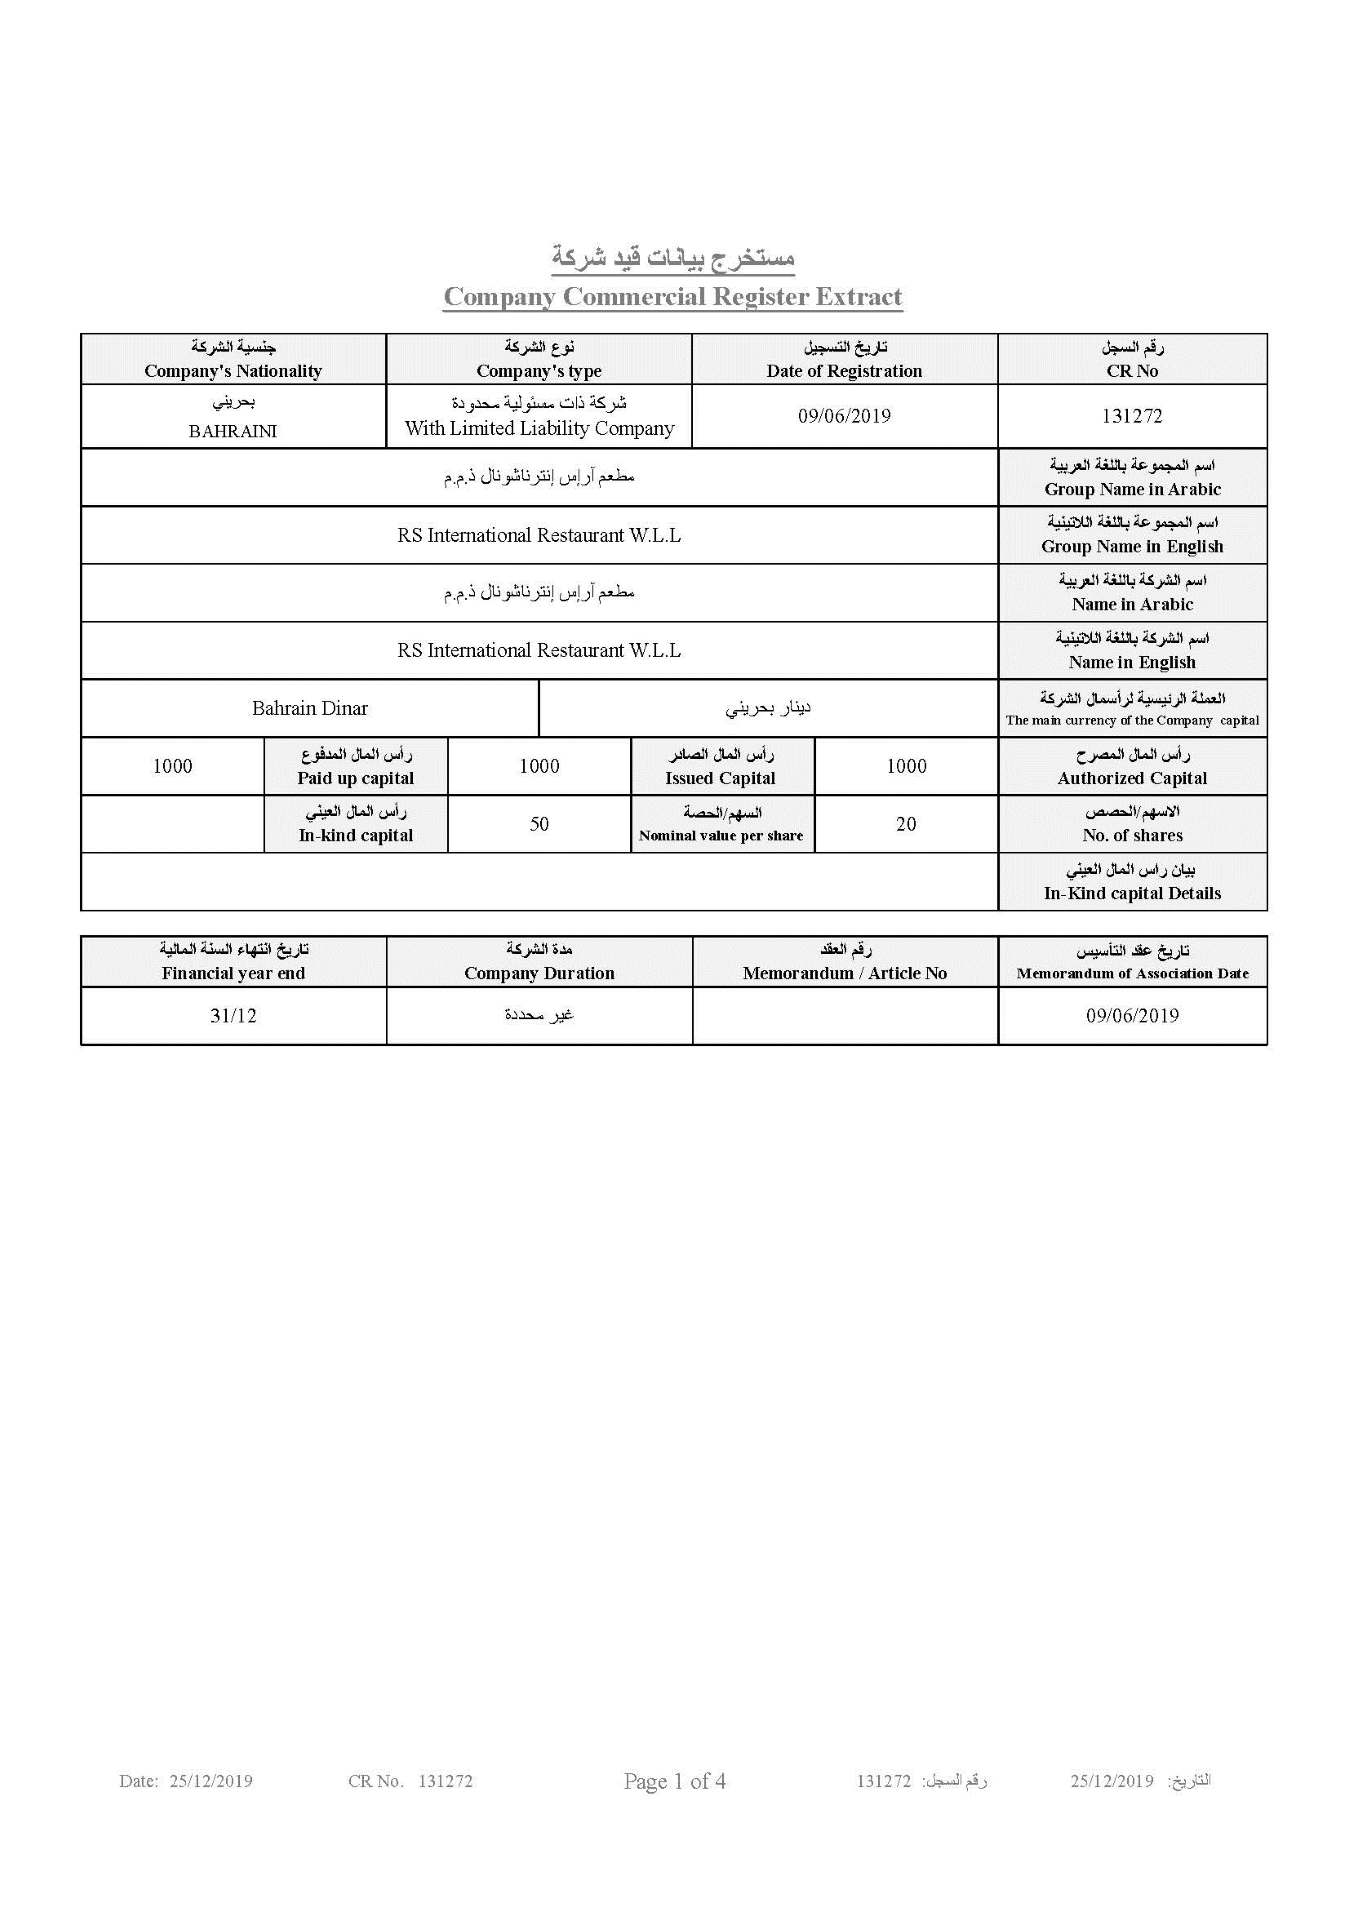 مستخرج بيانات قيد شركة
Company Commercial Register Extract
رقم السجل
CR No
تاريخ التسجيل
Date of Registration
نوع الشركة
Company's type
جنسية الشركة
Company's Nationality
131272
09/06/2019
شركة ذات مسئولية محدودة
With Limited Liability Company
بحريني
BAHRAINI
اسم المجموعة باللغة العربية
Group Name in Arabic
مطعم آرإس إنترناشونال ذ.م.م
اسم المجموعة باللغة اللاتينية
Group Name in English
RS International Restaurant W.L.L
اسم الشركة باللغة العربية
Name in Arabic
مطعم آرإس إنترناشونال ذ.م.م
اسم الشركة باللغة اللاتينية
Name in English
RS International Restaurant W.L.L
العملة الرئيسية لرأسمال الشركة
The main currency of the Company capital
دينار بحريني
Bahrain Dinar
رأس المال المصرح
Authorized Capital
1000
رأس المال الصادر
Issued Capital
1000
رأس المال المدفوع
Paid up capital
1000
الاسهم/الحصص
No. of shares
20
السهم/الحصة
Nominal value per share
50
رأس المال العيني
In-kind capital
بيان راس المال العيني
In-Kind capital Details
تاريخ عقد التأسيس
Memorandum of Association Date
رقم العقد
Memorandum / Article No
مدة الشركة
Company Duration
تاريخ انتهاء السنة المالية
Financial year end
09/06/2019
غير محددة
31/12
Date: 25/12/2019 CR No. 131272 Page 1 of 4 رقم السجل: 131272 التاريخ: 25/12/2019